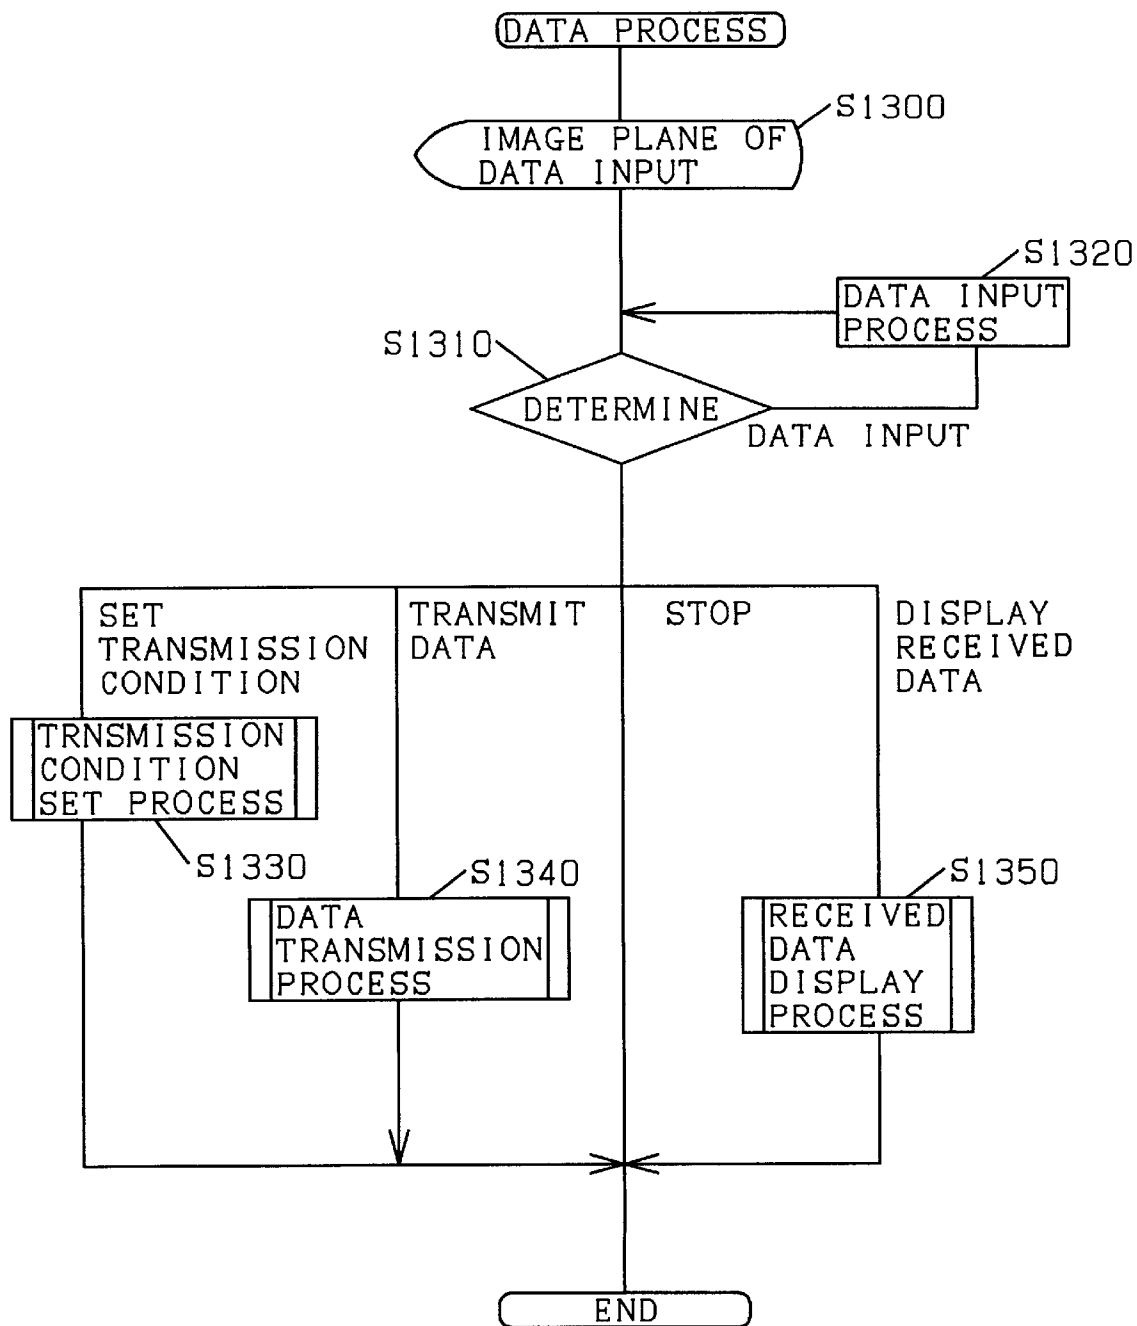 DATA PROCESS
S1300
IMAGE PLANE OF
DATA INPUT
S1320
DATA INPUT
PROCESS
S1310
DETERMINE
DATA INPUT
SET
TRANSMISSION
CONDITION
TRANSMIT
DATA
STOP
DISPLAY
RECEIVED
DATA
TRNSMISSION
CONDITION
SET PROCESS
S1330
S1340
DATA
TRANSMISSION
PROCESS
S1350
RECEIVED
DATA
DISPLAY
PROCESS
END